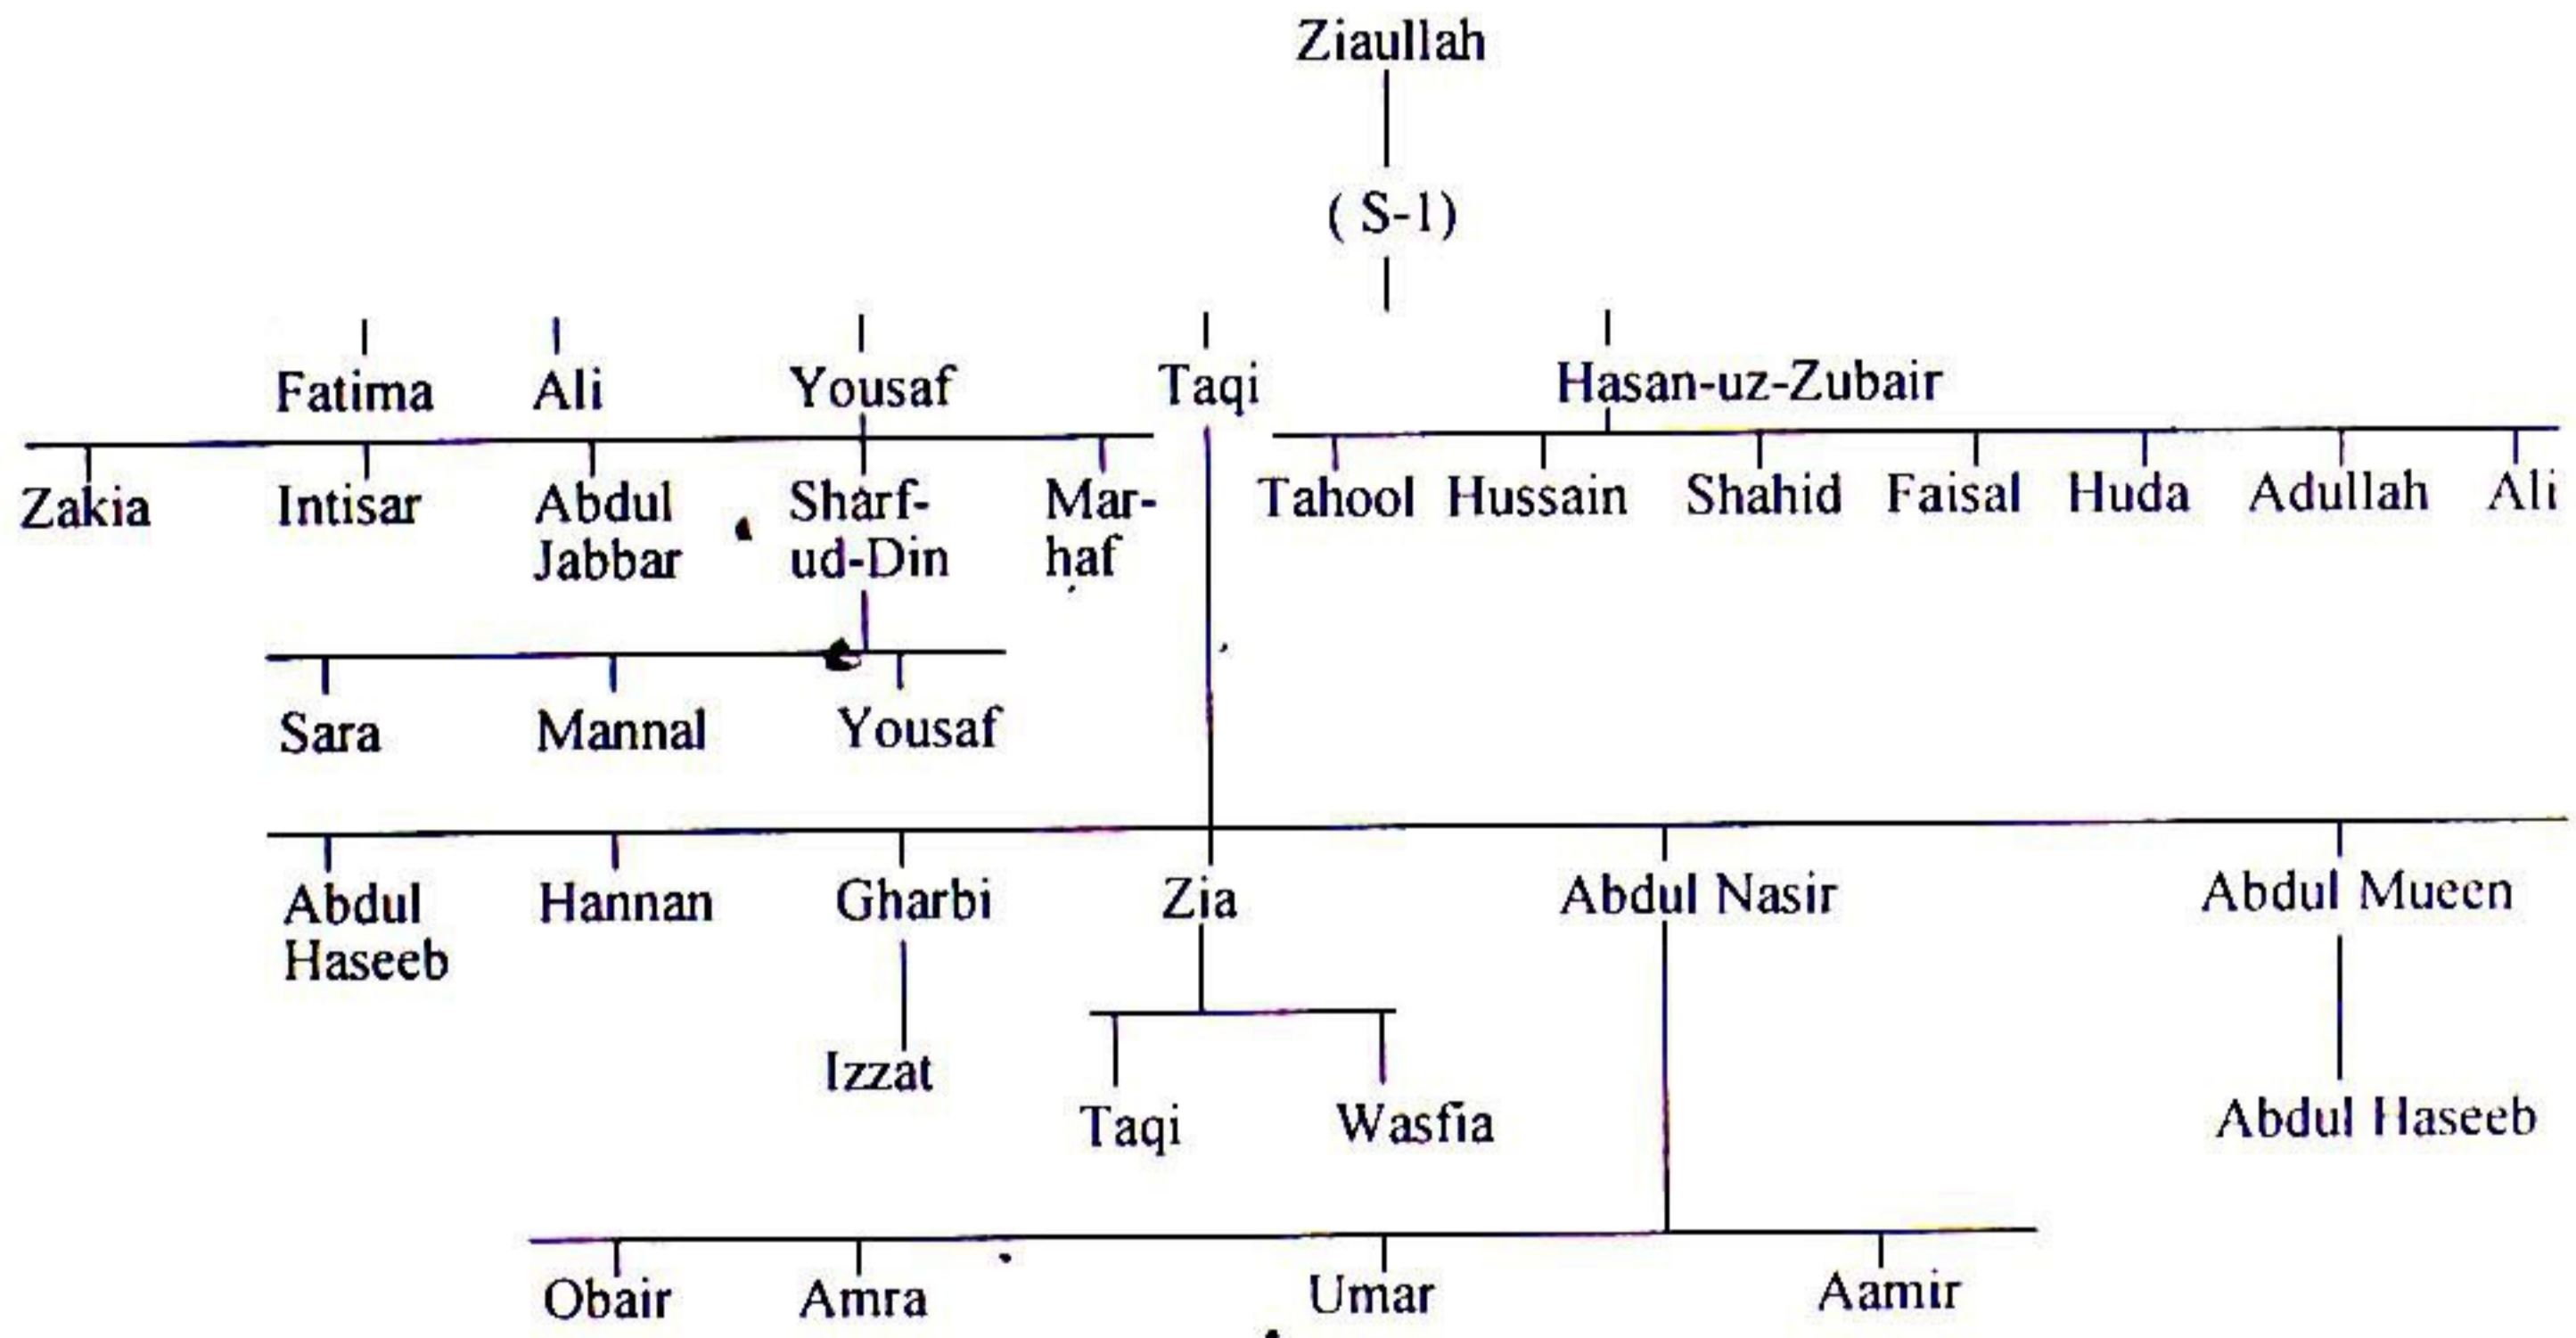 Ziaullah
( S-1)
Fatima Ali Yousaf Taqi Hasan-uz-Zubair
Zakia Intisar Abdul Sharf- Mar- Tahool Hussain Shahid Faisal Huda Adullah Ali
Jabbar ud-Din haf
Sara Mannal Yousaf
Abdul Hannan Gharbi Zia Abdul Nasir Abdul Mueen
Haseeb
Izzat
Taqi Wasfia Abdul Haseeb
Obair Amra Umar Aamir